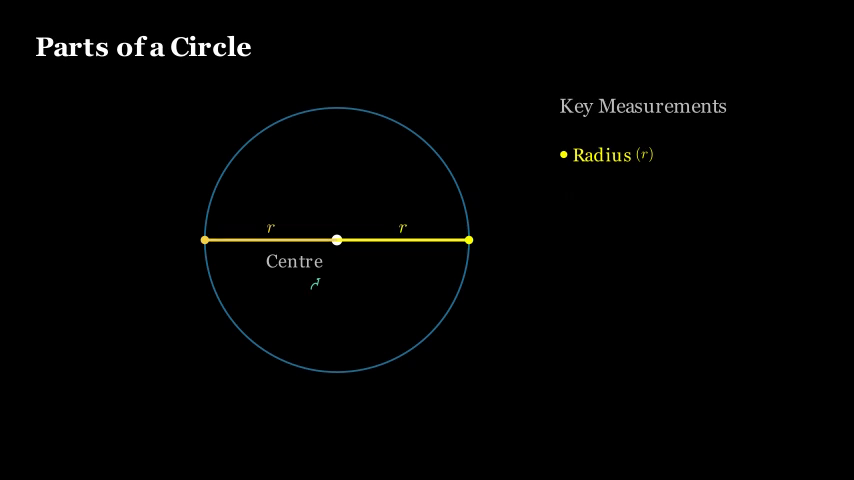 Parts of a Circle
Key Measurements
Radius (r)
r r
Centre